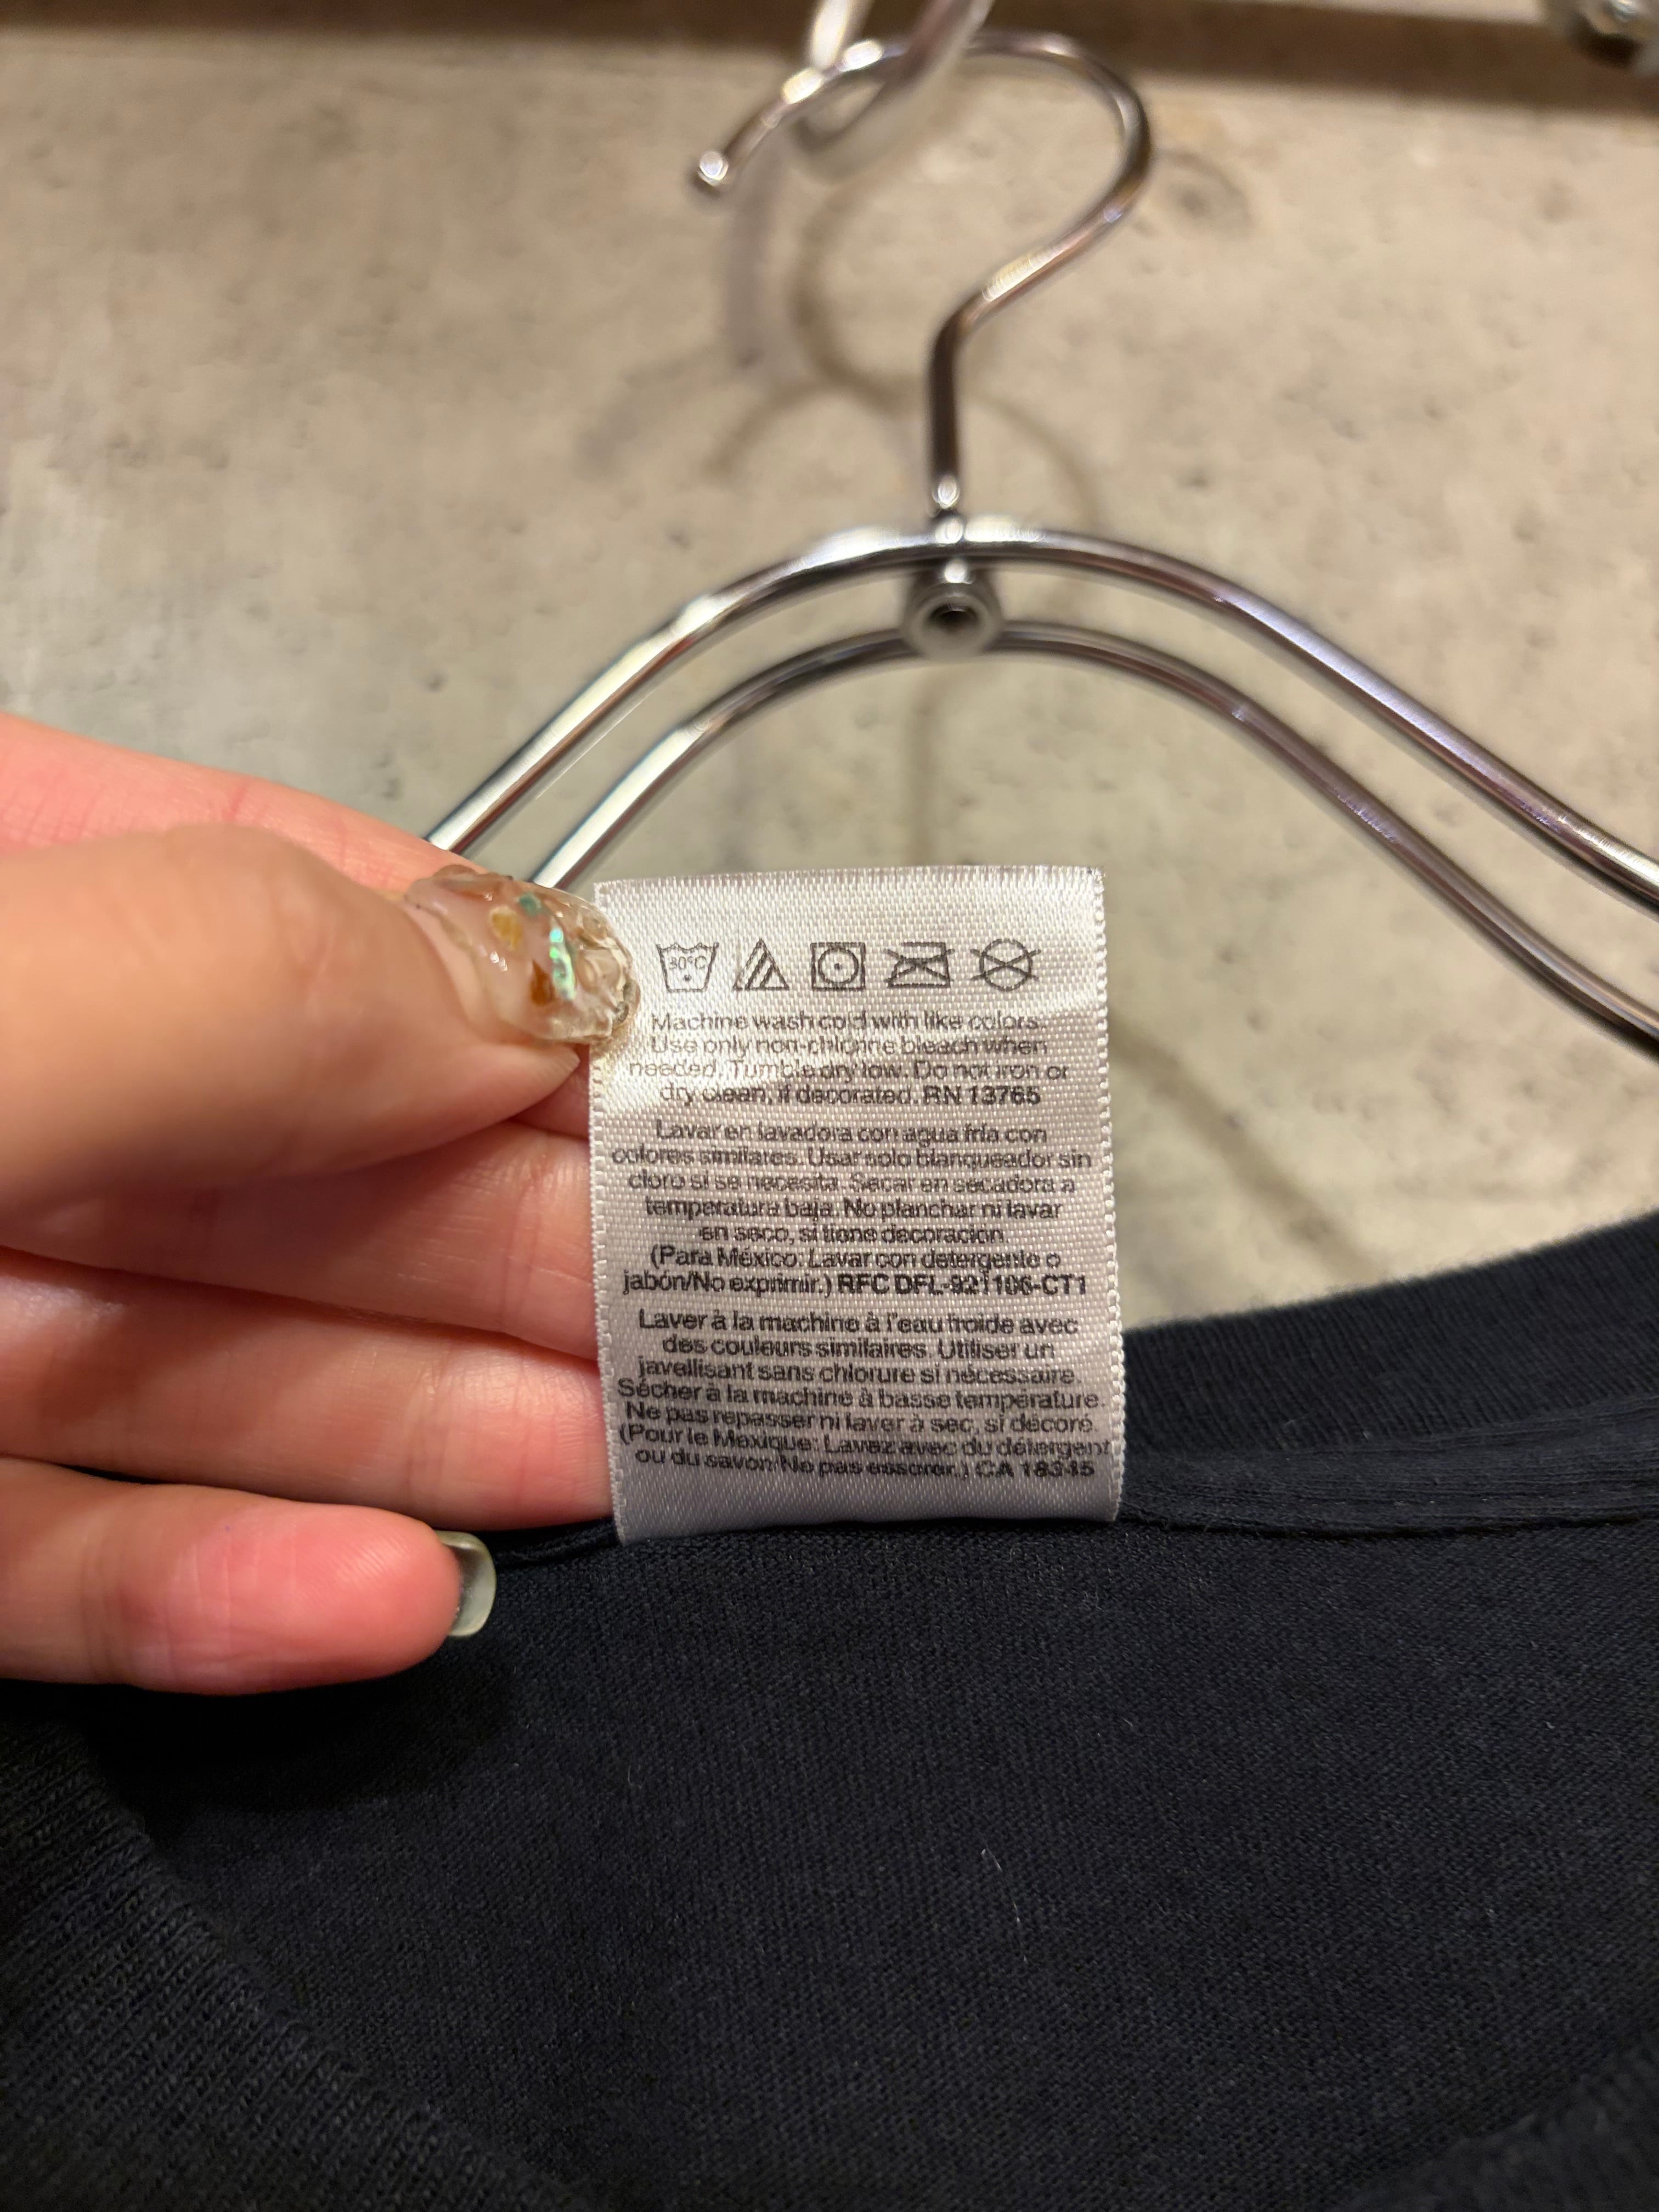 30°C
Machine wash cold with like colors.
Use only non-chlorine bleach when
needed. Tumble dry low. Do not iron or
dry clean, if decorated. RN 13765
Lavar en lavadora con agua fría con
colores similares. Usar solo blanqueador sin
cloro si se necesita. Secar en secadora a
temperatura baja. No planchar ni lavar
en seco, si tiene decoración.
(Para México: Lavar con detergente o
jabón/No exprimir.) RFC DFL-921106-CT1
Laver à la machine à l'eau froide avec
des couleurs similaires. Utiliser un
javellisant sans chlorure si nécessaire.
Sécher à la machine à basse température.
Ne pas repasser ni laver à sec, si décoré.
(Pour le Mexique: Lavez avec du détergent
ou du savon/Ne pas essorer.) CA 18345